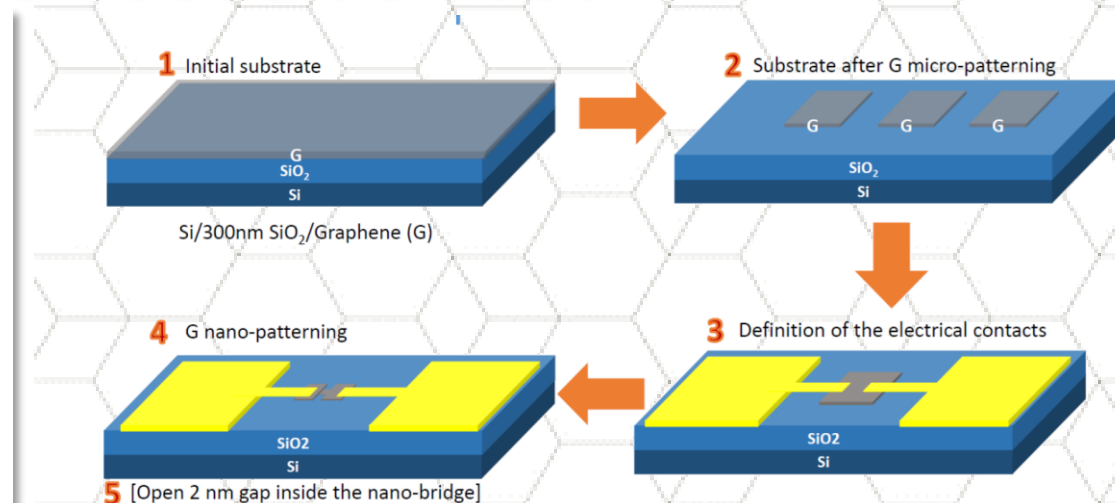 1 Initial substrate
G
SiO₂
Si
Si/300nm SiO₂/Graphene (G)
2 Substrate after G micro-patterning
G G G
SiO₂
Si
3 Definition of the electrical contacts
SiO2
Si
4 G nano-patterning
SiO2
Si
5 [Open 2 nm gap inside the nano-bridge]